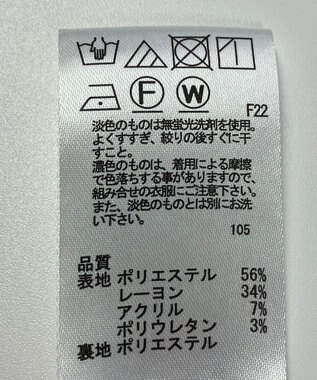 F W
F22
淡色のものは無蛍光洗剤を使用。
よくすすぎ、絞りの後すぐに干
すこと。
濃色のものは、着用による摩擦
で色落ちする事がありますので、
組み合せの衣服にご注意下さい。
また、淡色のものとは別にお洗
い下さい。
105
品質
表地 ポリエステル 56%
レーヨン 34%
アクリル 7%
ポリウレタン 3%
裏地 ポリエステル